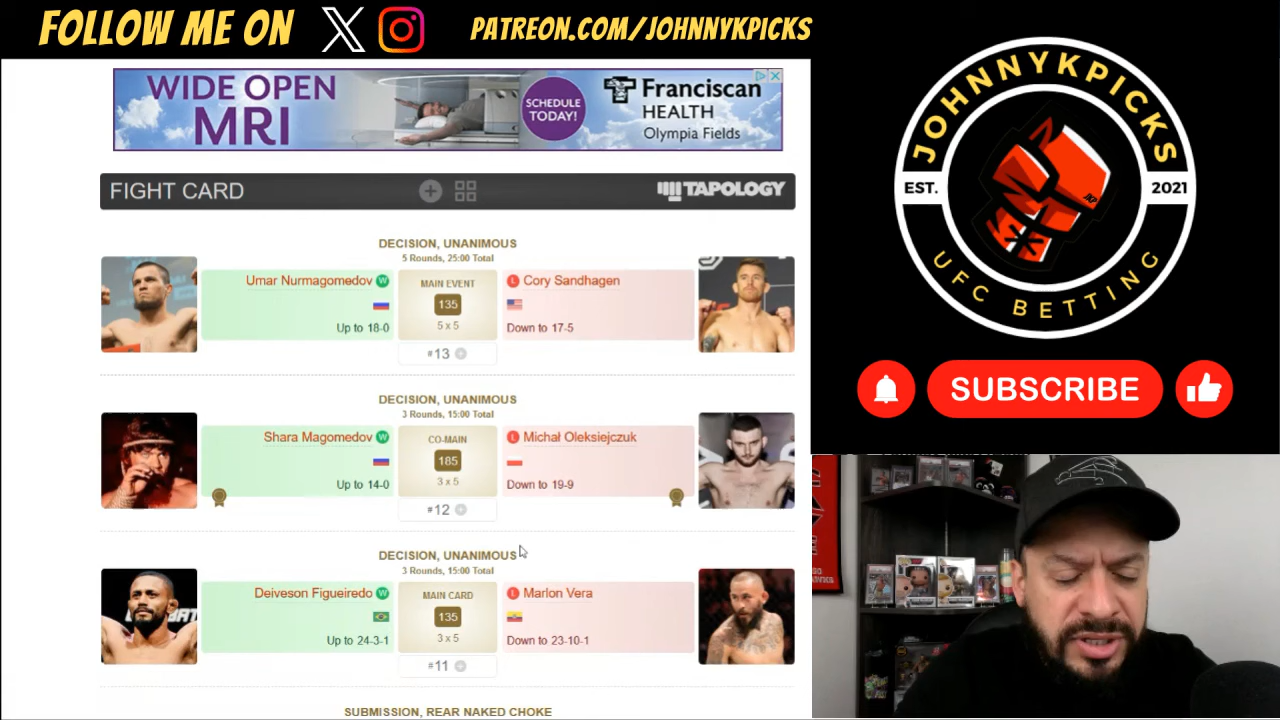 FOLLOW ME ON
PATREON.COM/JOHNNYKPICKS
WIDE OPEN
MRI
SCHEDULE
TODAY!
Franciscan
HEALTH
Olympia Fields
FIGHT CARD
TAPOLOGY
DECISION, UNANIMOUS
5 Rounds, 25:00 Total
Umar Nurmagomedov W
MAIN EVENT
L Cory Sandhagen
135
Up to 18-0
5 x 5
Down to 17-5
#13
DECISION, UNANIMOUS
3 Rounds, 15:00 Total
Shara Magomedov W
CO-MAIN
L Michał Oleksiejczuk
185
Up to 14-0
3 x 5
Down to 19-9
#12
DECISION, UNANIMOUS
3 Rounds, 15:00 Total
Deiveson Figueiredo W
MAIN CARD
L Marlon Vera
135
Up to 24-3-1
3 x 5
Down to 23-10-1
#11
SUBMISSION, REAR NAKED CHOKE
JOHNNYKPICKS
EST.
2021
JKP
UFC BETTING
SUBSCRIBE